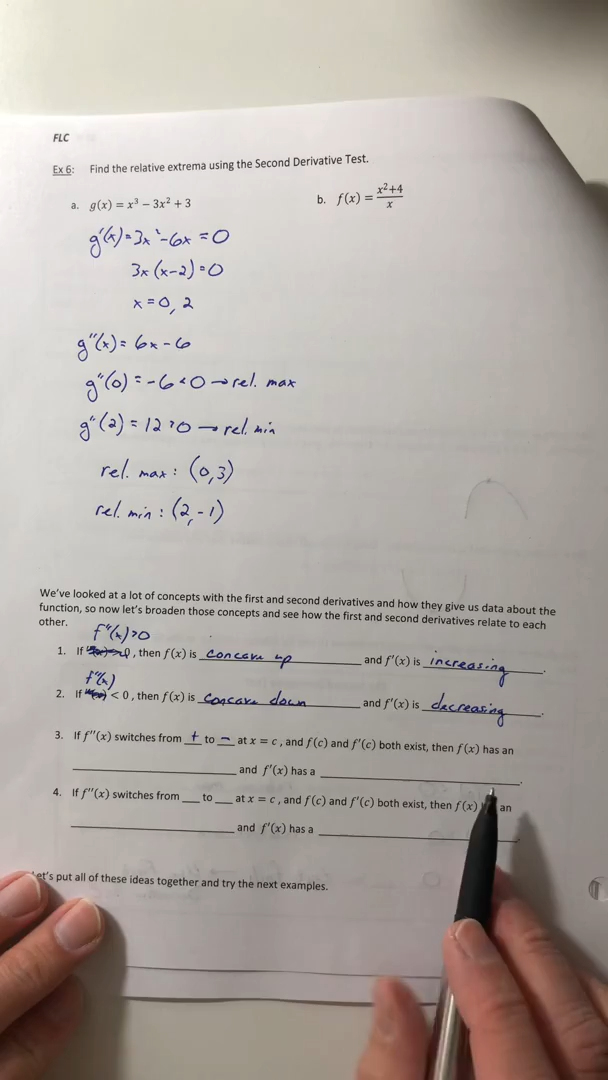 FLC
Ex 6: Find the relative extrema using the Second Derivative Test.
a. g(x) = x³ − 3x² + 3
b. f(x) = (x²+4)/x
g'(x) = 3x² − 6x = 0
3x(x−2) = 0
x = 0, 2
g''(x) = 6x − 6
g''(0) = −6 < 0 → rel. max
g''(2) = 12 > 0 → rel. min
rel. max : (0,3)
rel. min : (2,−1)
We've looked at a lot of concepts with the first and second derivatives and how they give us data about the
function, so now let's broaden those concepts and see how the first and second derivatives relate to each
other.
f''(x) > 0
1. If , then f(x) is concave up and f'(x) is increasing.
f''(x)
2. If < 0, then f(x) is concave down and f'(x) is decreasing.
3. If f''(x) switches from + to − at x = c, and f(c) and f'(c) both exist, then f(x) has an
and f'(x) has a .
4. If f''(x) switches from __ to __ at x = c, and f(c) and f'(c) both exist, then f(x) an
and f'(x) has a .
Let's put all of these ideas together and try the next examples.